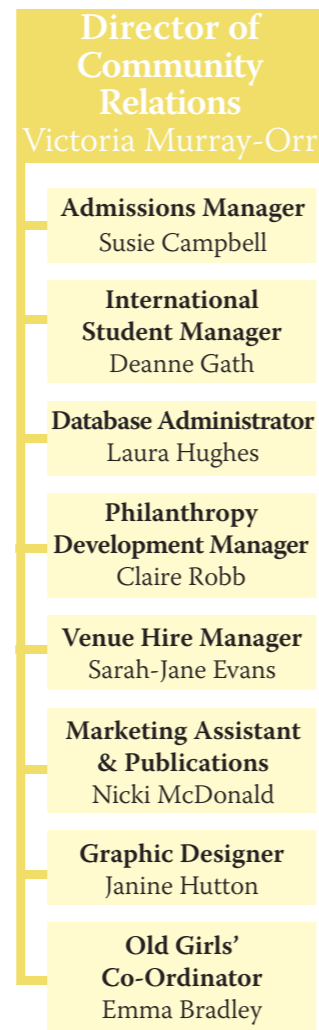 Director of
Community
Relations
Victoria Murray-Orr
Admissions Manager
Susie Campbell
International
Student Manager
Deanne Gath
Database Administrator
Laura Hughes
Philanthropy
Development Manager
Claire Robb
Venue Hire Manager
Sarah-Jane Evans
Marketing Assistant
& Publications
Nicki McDonald
Graphic Designer
Janine Hutton
Old Girls’
Co-Ordinator
Emma Bradley